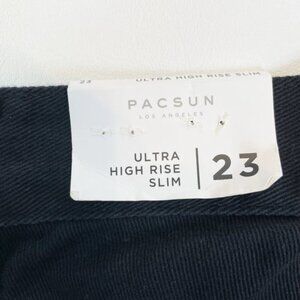 23 ULTRA HIGH RISE SLIM
PACSUN
LOS ANGELES
ULTRA
HIGH RISE
SLIM
23